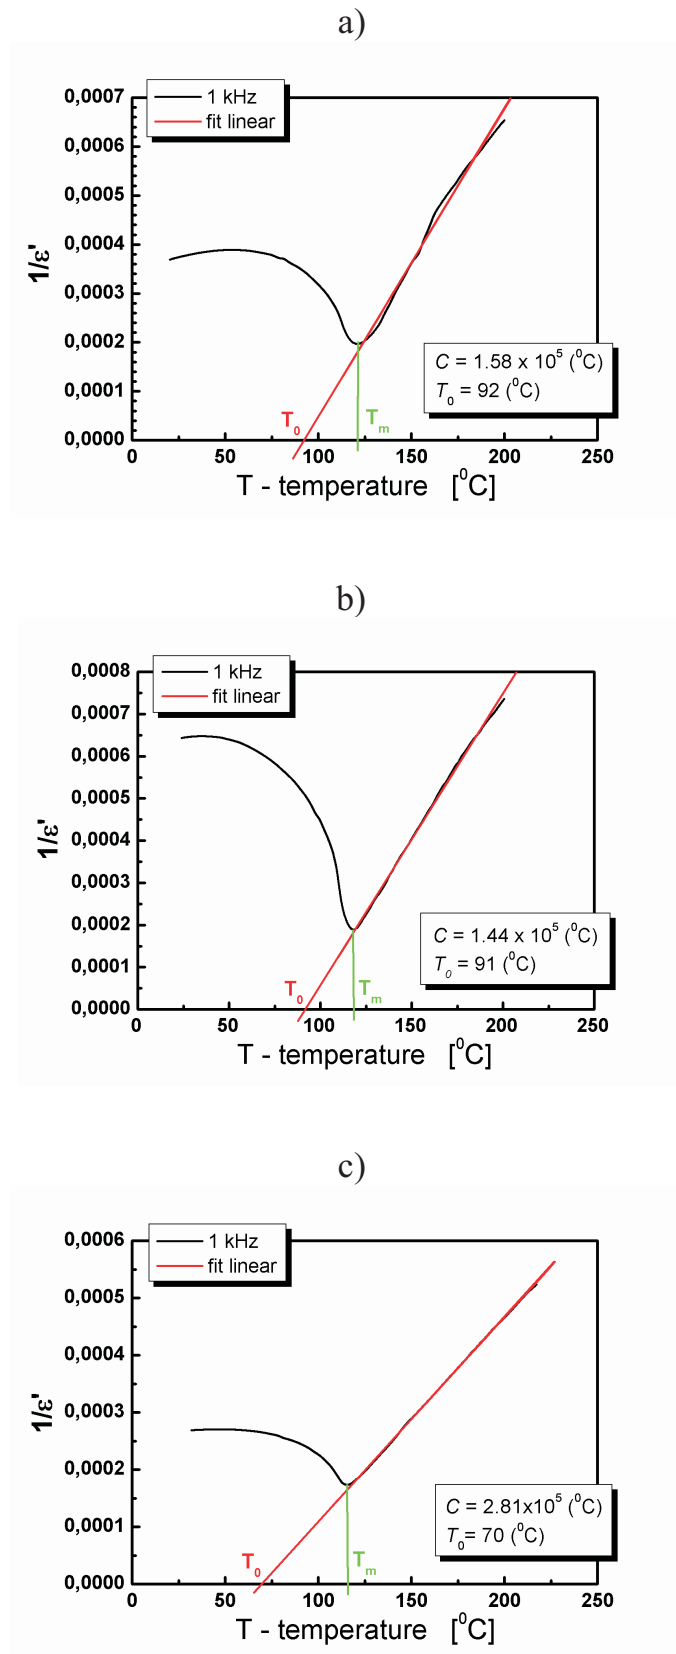 a)
1 kHz
fit linear
0,0007
0,0006
0,0005
0,0004
0,0003
0,0002
0,0001
0,0000
1/ε'
C = 1.58 x 10⁵ (⁰C)
T₀ = 92 (⁰C)
T₀
Tₘ
0 50 100 150 200 250
T - temperature [⁰C]
b)
1 kHz
fit linear
0,0008
0,0007
0,0006
0,0005
0,0004
0,0003
0,0002
0,0001
0,0000
1/ε'
C = 1.44 x 10⁵ (⁰C)
T₀ = 91 (⁰C)
T₀
Tₘ
0 50 100 150 200 250
T - temperature [⁰C]
c)
1 kHz
fit linear
0,0006
0,0005
0,0004
0,0003
0,0002
0,0001
0,0000
1/ε'
C = 2.81x10⁵ (⁰C)
T₀= 70 (⁰C)
T₀
Tₘ
0 50 100 150 200 250
T - temperature [⁰C]